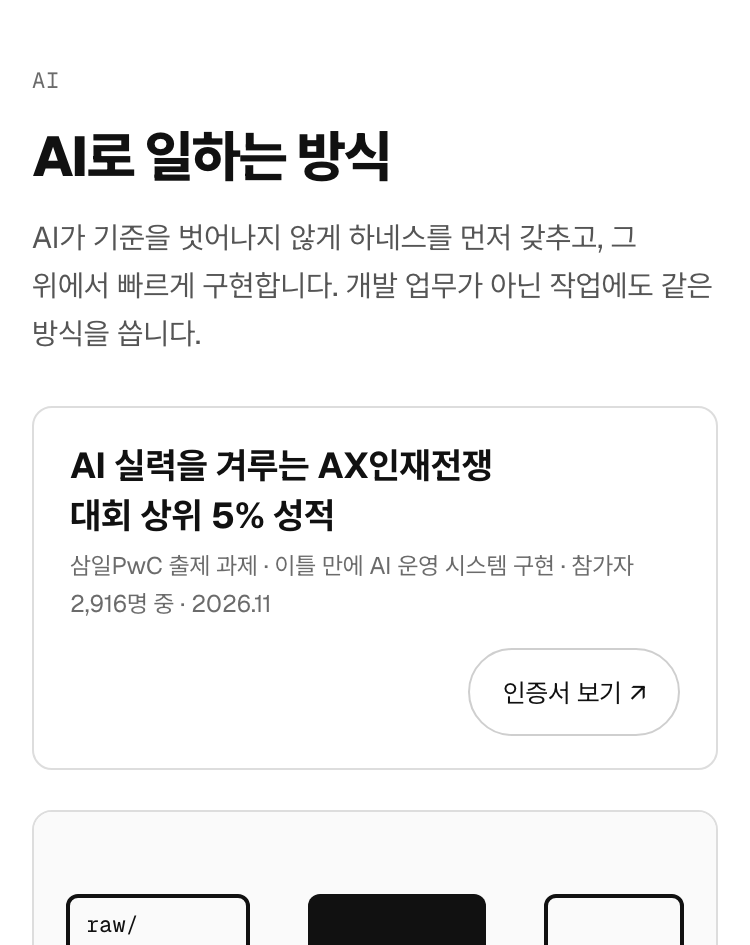 AI
AI로 일하는 방식
AI가 기준을 벗어나지 않게 하네스를 먼저 갖추고, 그
위에서 빠르게 구현합니다. 개발 업무가 아닌 작업에도 같은
방식을 씁니다.
AI 실력을 겨루는 AX인재전쟁
대회 상위 5% 성적
삼일PwC 출제 과제 · 이틀 만에 AI 운영 시스템 구현 · 참가자
2,916명 중 · 2026.11
인증서 보기 ↗
raw/